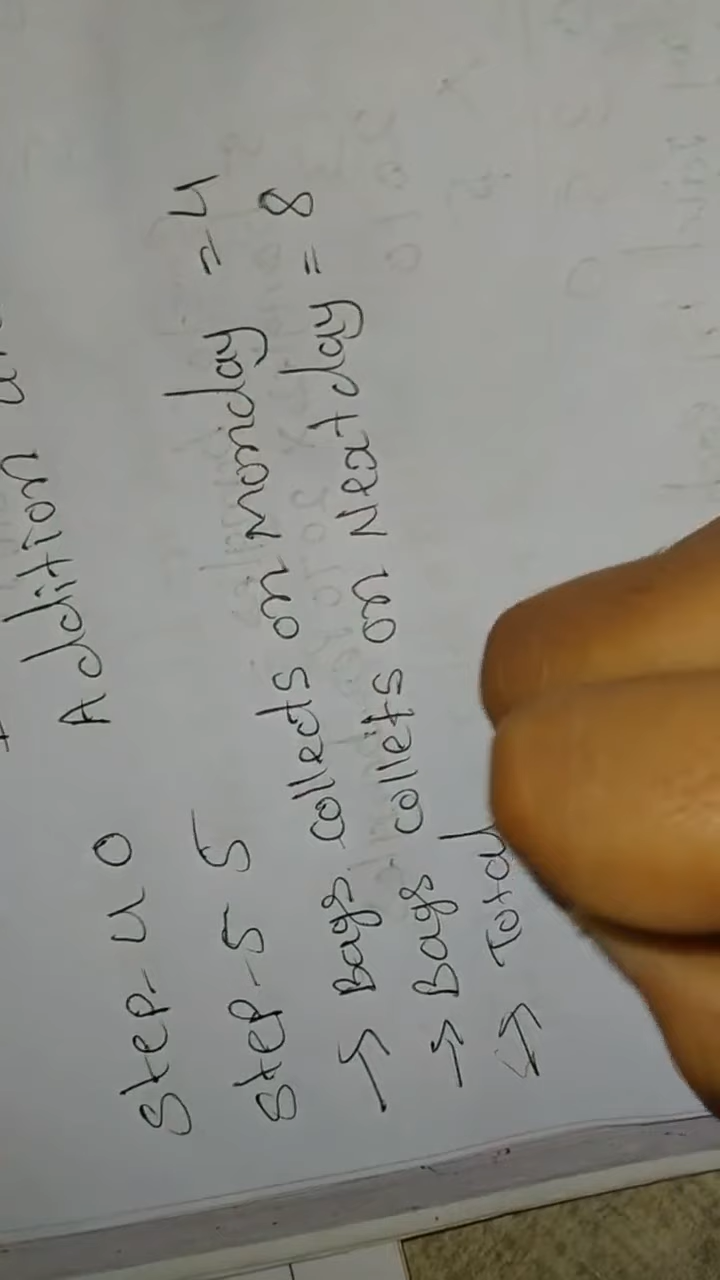 Addition
Step-4 0
Step-5 5
→ Bags collects on monday = 4
→ Bags collets on Next day = 8
↔ Total